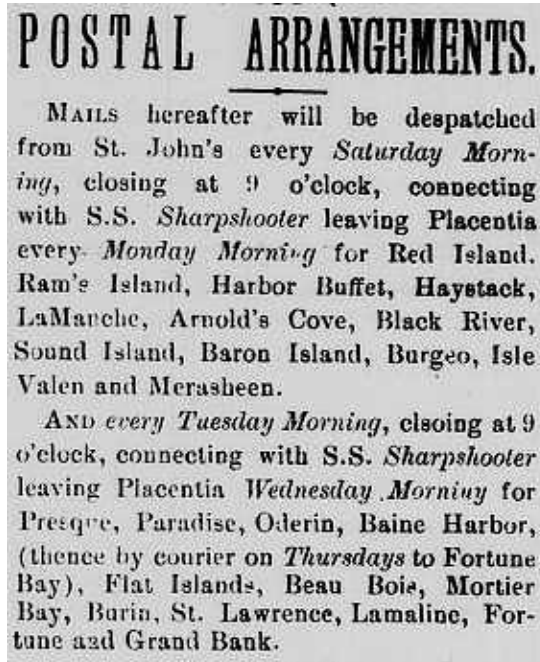 POSTAL ARRANGEMENTS.
MAILS hereafter will be despatched
from St. John's every Saturday Morn-
ing, closing at 9 o'clock, connecting
with S.S. Sharpshooter leaving Placentia
every Monday Morning for Red Island.
Ram's Island, Harbor Buffet, Haystack,
LaManche, Arnold's Cove, Black River,
Sound Island, Baron Island, Burgeo, Isle
Valen and Merasheen.
AND every Tuesday Morning, clsoing at 9
o'clock, connecting with S.S. Sharpshooter
leaving Placentia Wednesday Morning for
Presque, Paradise, Oderin, Baine Harbor,
(thence by courier on Thursdays to Fortune
Bay), Flat Islands, Beau Bois, Mortier
Bay, Burin, St. Lawrence, Lamaline, For-
tune and Grand Bank.